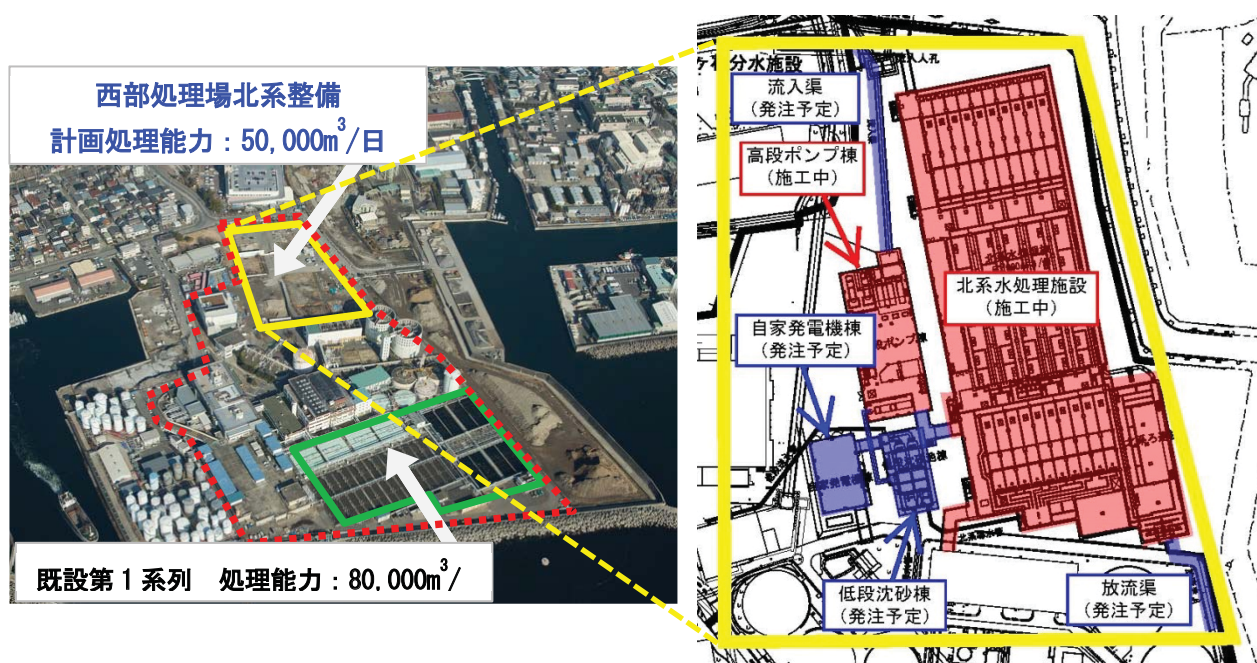 西部処理場北系整備
計画処理能力：50,000m³/日
既設第１系列　処理能力：80,000m³/
分水施設
流入渠
（発注予定）
高段ポンプ棟
（施工中）
北系水処理施設
（施工中）
自家発電機棟
（発注予定）
低段沈砂棟
（発注予定）
放流渠
（発注予定）